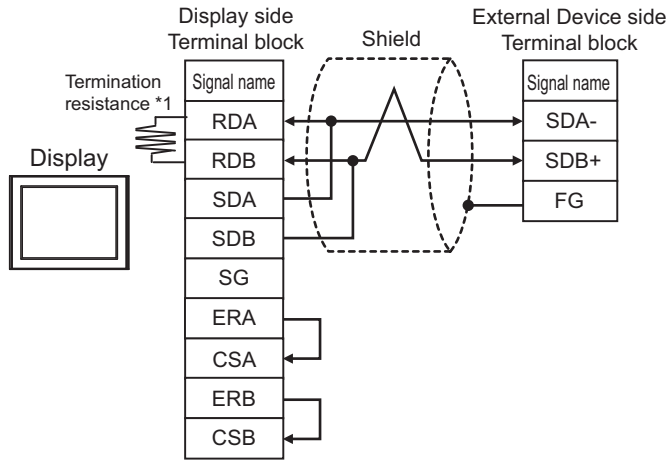 Display side
Terminal block
Shield
External Device side
Terminal block
Termination
resistance *1
Display
Signal name
RDA
RDB
SDA
SDB
SG
ERA
CSA
ERB
CSB
Signal name
SDA-
SDB+
FG